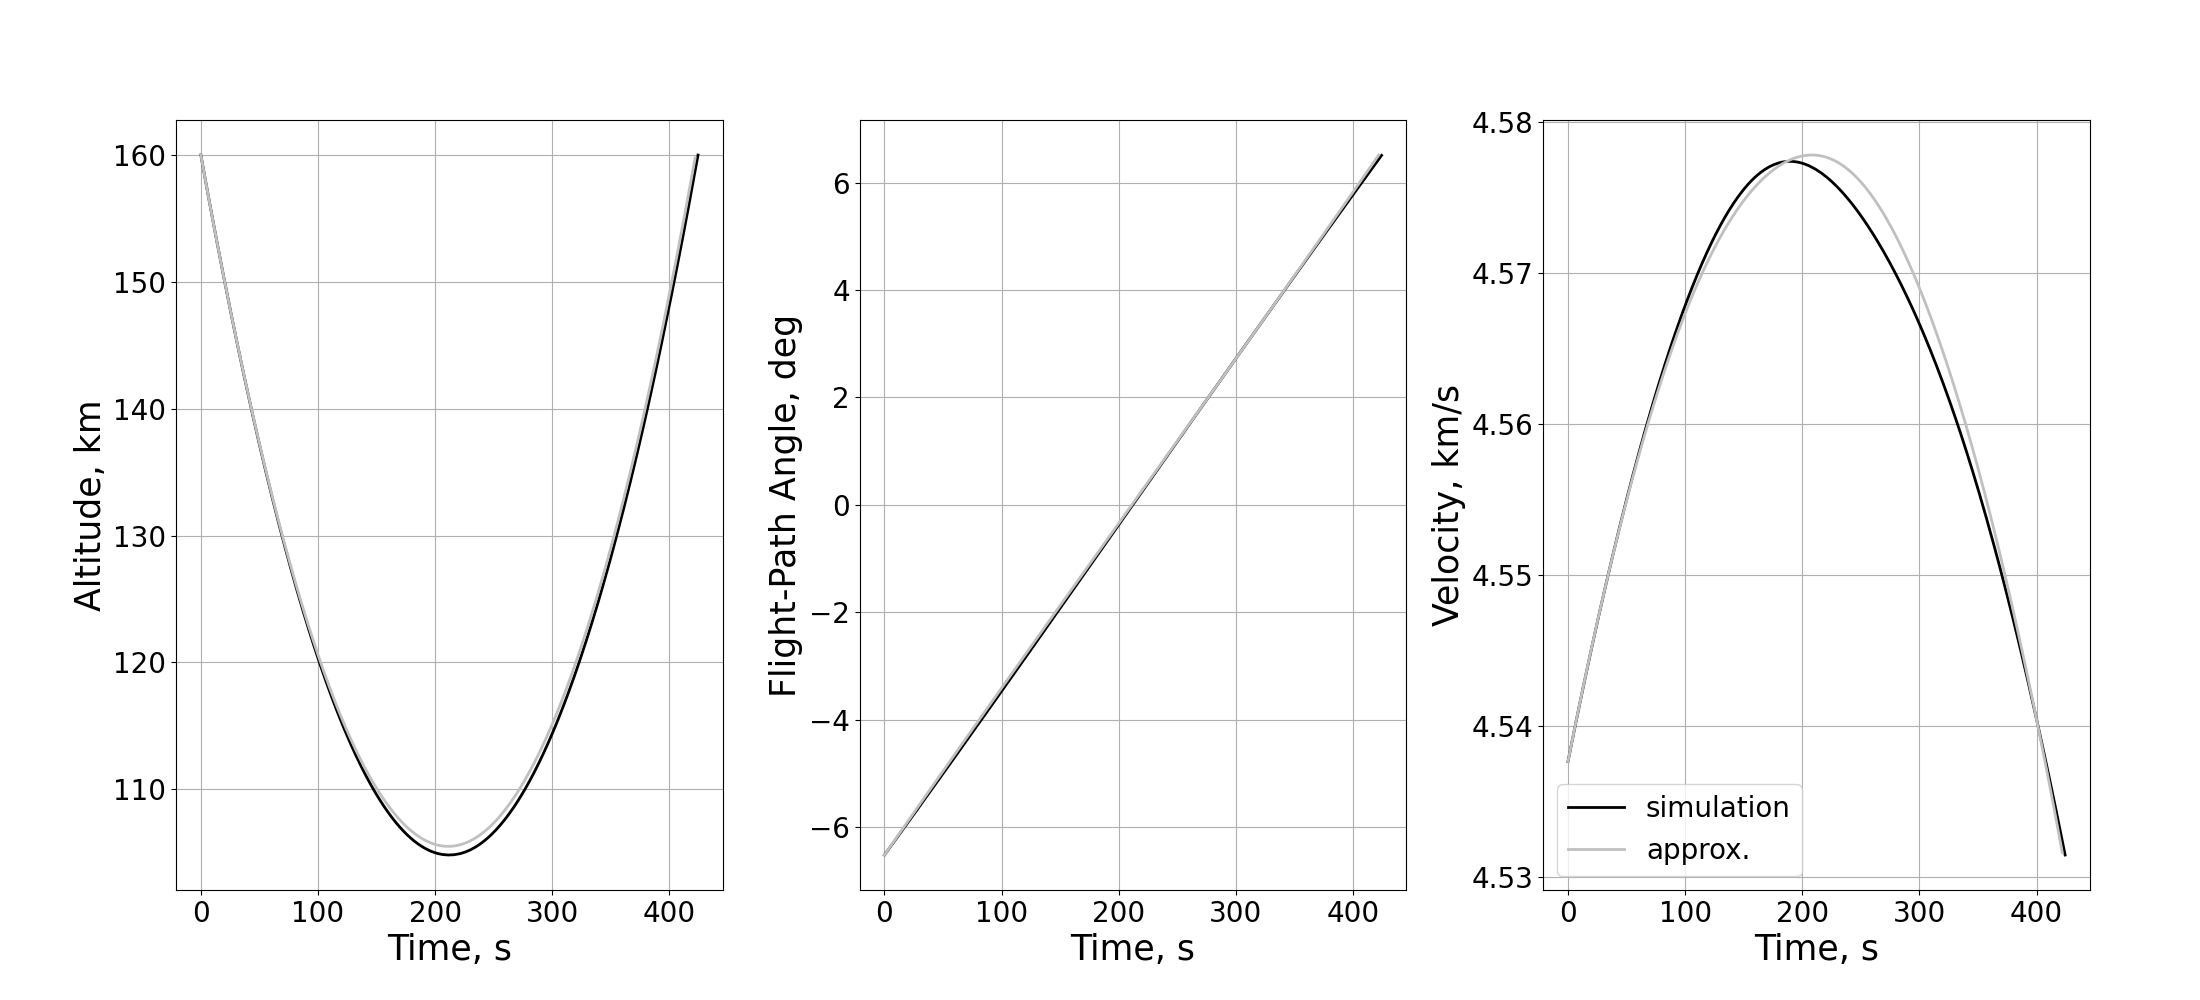 Altitude, km
160
150
140
130
120
110
0 100 200 300 400
Time, s
Flight-Path Angle, deg
6
4
2
0
−2
−4
−6
0 100 200 300 400
Time, s
Velocity, km/s
4.58
4.57
4.56
4.55
4.54
4.53
simulation
approx.
0 100 200 300 400
Time, s